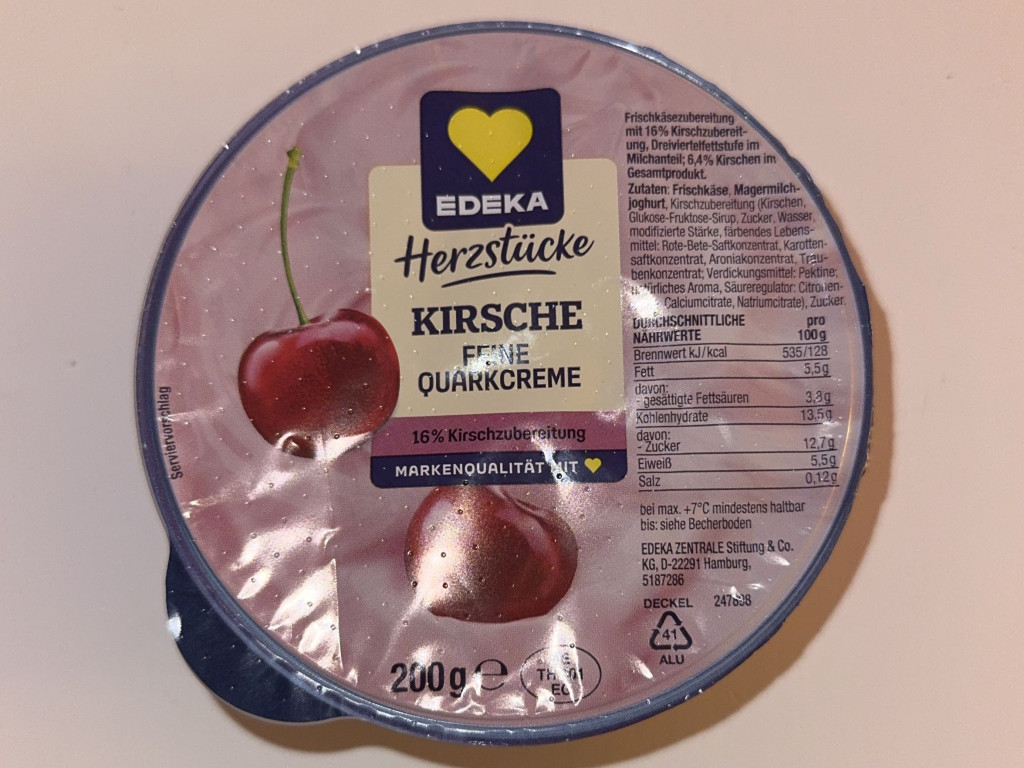 EDEKA
Herzstücke
KIRSCHE
FEINE
QUARKCREME
16% Kirschzubereitung
MARKENQUALITÄT MIT
Serviervorschlag
200 g e
Frischkäsezubereitung
mit 16% Kirschzubereit-
ung, Dreiviertelfettstufe im
Milchanteil; 6,4% Kirschen im
Gesamtprodukt.
Zutaten: Frischkäse, Magermilch-
joghurt, Kirschzubereitung (Kirschen,
Glukose-Fruktose-Sirup, Zucker, Wasser,
modifizierte Stärke, färbendes Lebens-
mittel: Rote-Bete-Saftkonzentrat, Karotten-
saftkonzentrat, Aroniakonzentrat, Trau-
benkonzentrat; Verdickungsmittel: Pektine;
natürliches Aroma, Säureregulator: Citronen-
Calciumcitrate, Natriumcitrate), Zucker.
DURCHSCHNITTLICHE pro
NÄHRWERTE 100 g
Brennwert kJ/kcal 535/128
Fett 5,5g
davon:
- gesättigte Fettsäuren 3,8g
Kohlenhydrate 13,5g
davon:
- Zucker 12,7g
Eiweiß 5,5g
Salz 0,12g
bei max. +7°C mindestens haltbar
bis: siehe Becherboden
EDEKA ZENTRALE Stiftung & Co.
KG, D-22291 Hamburg,
5187286
DECKEL
41
ALU